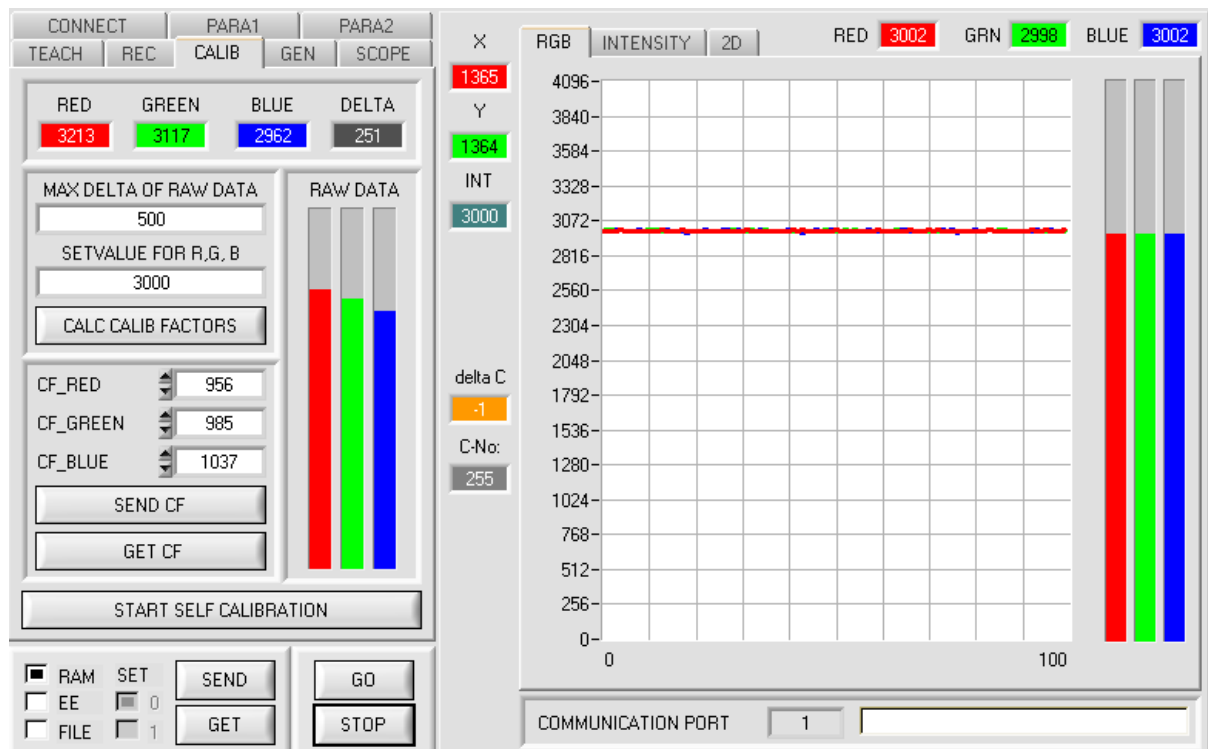 CONNECT PARA1 PARA2
TEACH REC CALIB GEN SCOPE
RED GREEN BLUE DELTA
3213 3117 2962 251
MAX DELTA OF RAW DATA
500
SETVALUE FOR R,G, B
3000
CALC CALIB FACTORS
RAW DATA
CF_RED 956
CF_GREEN 985
CF_BLUE 1037
SEND CF
GET CF
START SELF CALIBRATION
RAM SET SEND GO
EE 0
FILE 1 GET STOP
X
1365
Y
1364
INT
3000
delta C
-1
C-No:
255
RGB INTENSITY 2D RED 3002 GRN 2998 BLUE 3002
4096
3840
3584
3328
3072
2816
2560
2304
2048
1792
1536
1280
1024
768
512
256
0
0 100
COMMUNICATION PORT 1